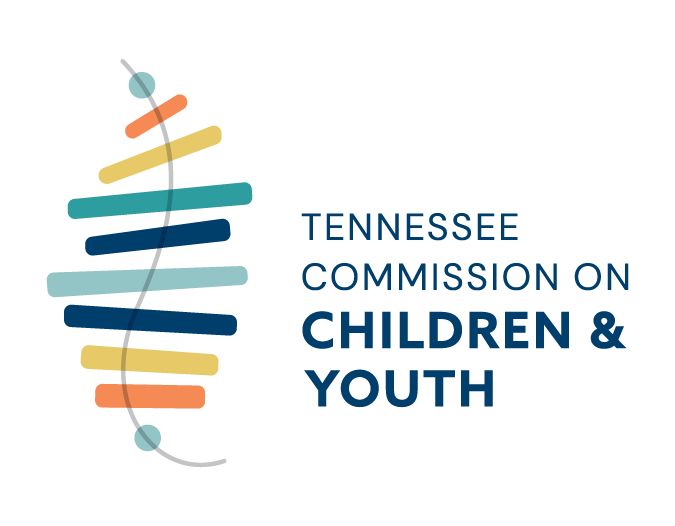 TENNESSEE
COMMISSION ON
CHILDREN &
YOUTH